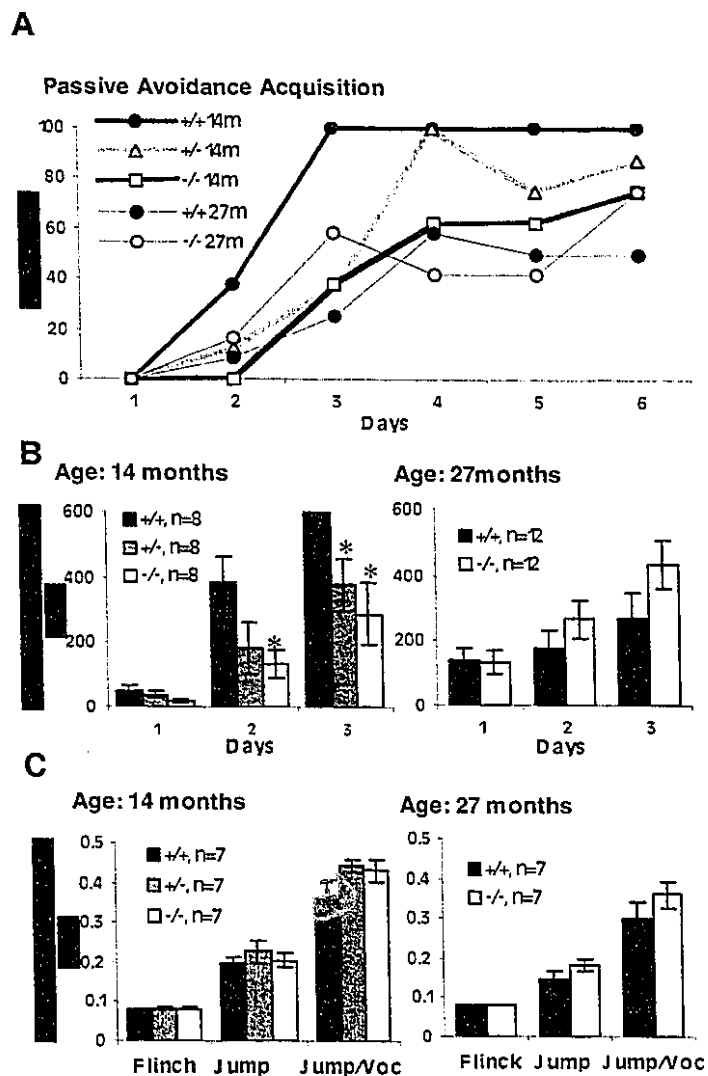 A
Passive Avoidance Acquisition
100
80
60
40
20
0
+/+14m
+/-14m
-/-14m
+/+27m
-/-27m
1 2 3 4 5 6
Days
B
Age: 14 months
600
400
200
0
+/+, n=8
+/-, n=8
-/-, n=8
* * *
1 2 3
Days
Age: 27months
600
400
200
0
+/+, n=12
-/-, n=12
1 2 3
Days
C
Age: 14 months
0.5
0.4
0.3
0.2
0.1
0
+/+, n=7
+/-, n=7
-/-, n=7
Flinch Jump Jump/Voc
Age: 27 months
0.5
0.4
0.3
0.2
0.1
0
+/+, n=7
-/-, n=7
Flinck Jump Jump/Voc